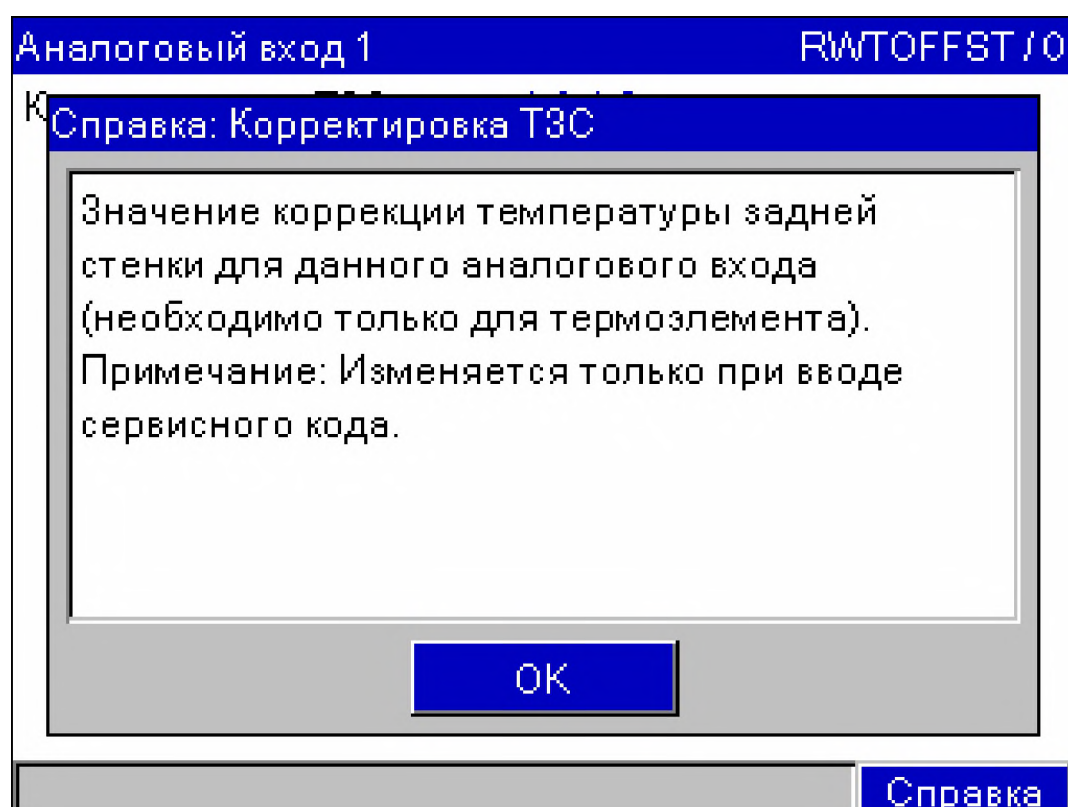 Аналоговый вход 1 RWTOFFST / 0
Справка: Корректировка ТЗС
Значение коррекции температуры задней
стенки для данного аналогового входа
(необходимо только для термоэлемента).
Примечание: Изменяется только при вводе
сервисного кода.
OK
Справка